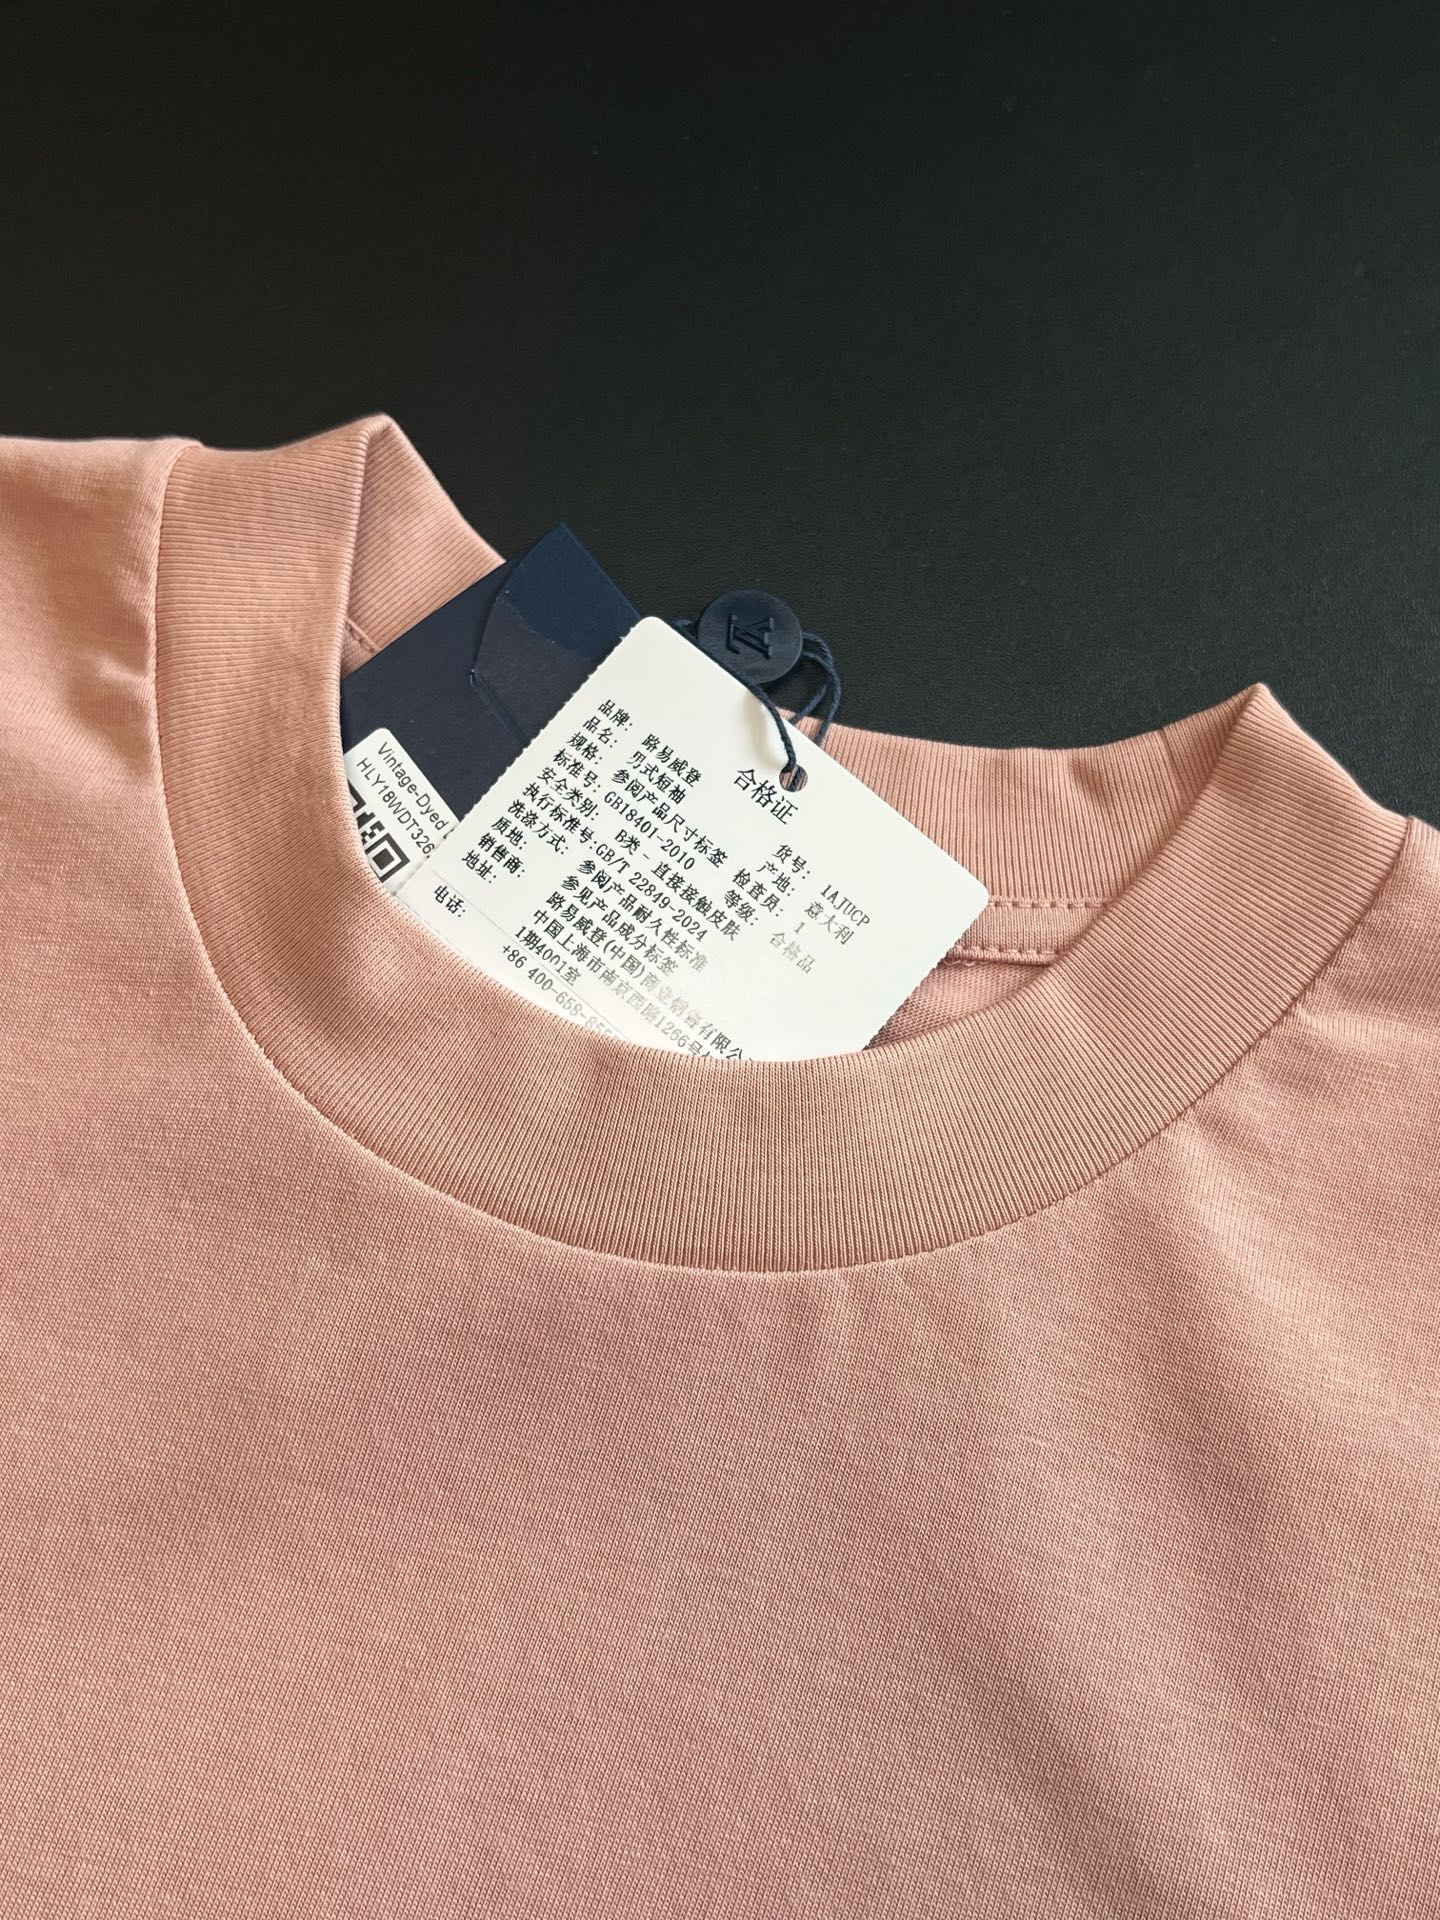 LV
合格证
品牌: 路易威登 货号: 1AJUCP
品名: 男式短袖 产地: 意大利
规格: 参阅产品尺寸标签 检查员: 1
标准号: GB18401-2010 等级: 合格品
安全类别: B类 - 直接接触皮肤
执行标准号:GB/T 22849-2024
洗涤方式: 参阅产品耐久性标准
质地: 参见产品成分标签
销售商: 路易威登(中国)商业销售有限公
地址: 中国上海市南京西路1266号
1期4001室
电话: +86 400-658-855
Vintage-Dyed
HLY18WDT326